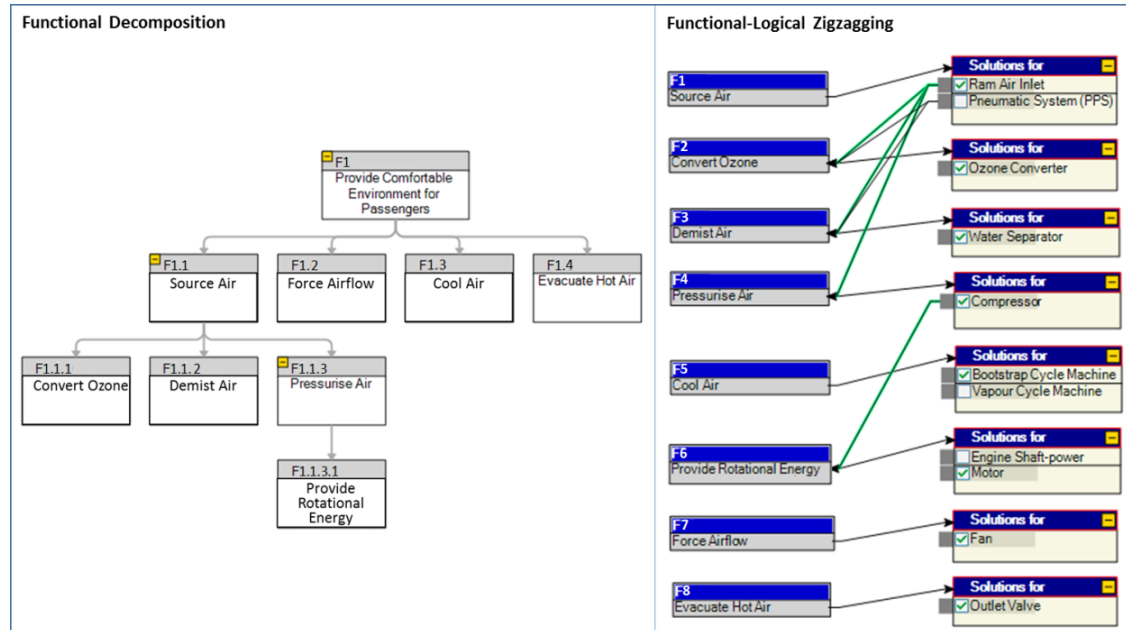 Functional Decomposition
F1
Provide Comfortable
Environment for
Passengers
F1.1
Source Air
F1.2
Force Airflow
F1.3
Cool Air
F1.4
Evacuate Hot Air
F1.1.1
Convert Ozone
F1.1.2
Demist Air
F1.1.3
Pressurise Air
F1.1.3.1
Provide
Rotational
Energy
Functional-Logical Zigzagging
F1
Source Air
Solutions for
Ram Air Inlet
Pneumatic System (PPS)
F2
Convert Ozone
Solutions for
Ozone Converter
F3
Demist Air
Solutions for
Water Separator
F4
Pressurise Air
Solutions for
Compressor
F5
Cool Air
Solutions for
Bootstrap Cycle Machine
Vapour Cycle Machine
F6
Provide Rotational Energy
Solutions for
Engine Shaft-power
Motor
F7
Force Airflow
Solutions for
Fan
F8
Evacuate Hot Air
Solutions for
Outlet Valve